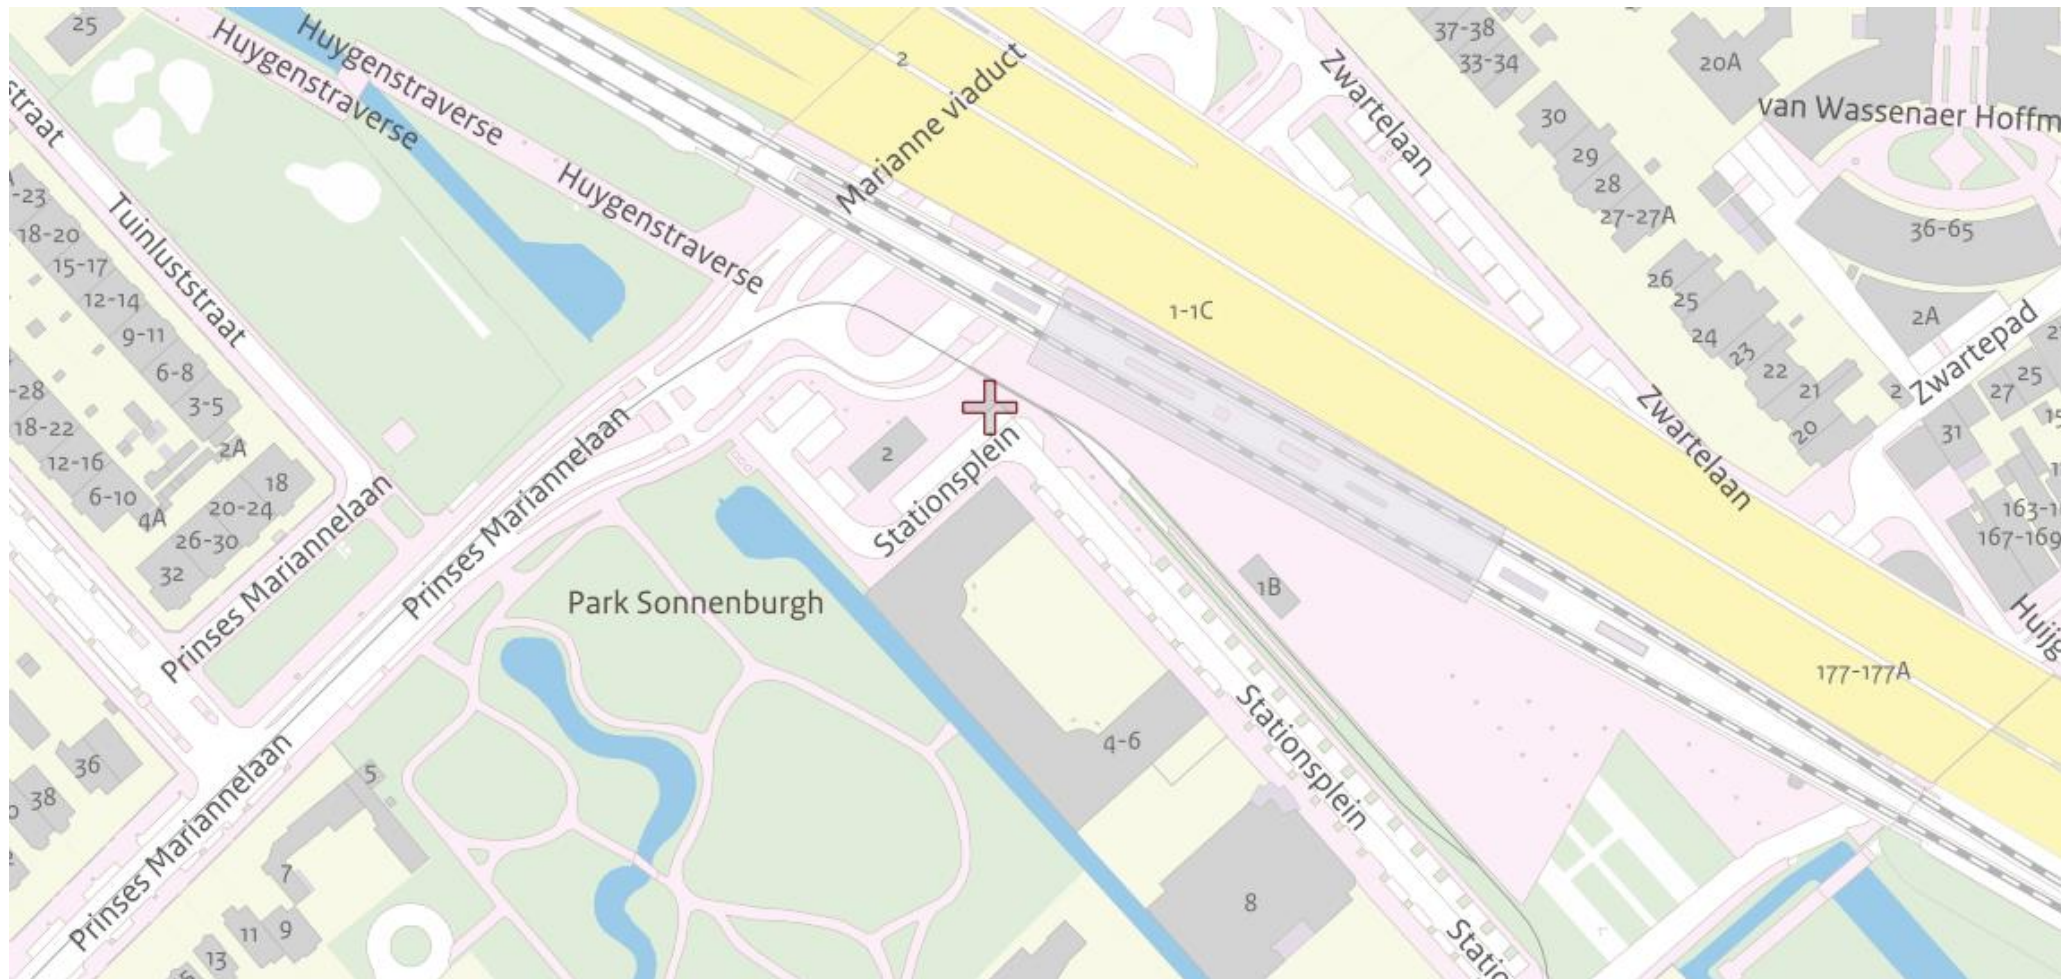 25
Huygenstraverse
Huygenstraverse
2
Marianne viaduct
Zwartelaan
37-38
33-34
20A
van Wassenaer Hoffm
straat
30
29
28
27-27A
Huygenstraverse
-23
18-20
15-17
12-14
9-11
6-8
3-5
Tuinluststraat
36-65
2A
Zwartepad
26
25
24
23
22
21
20
2
27
25
31
1-1C
Zwartelaan
-28
18-22
12-16
6-10
4A
2A
18
20-24
26-30
32
Prinses Mariannelaan
Prinses Mariannelaan
2
Stationsplein
163-1
167-169
Park Sonnenburgh
1B
Huijg
177-177A
Stationsplein
4-6
36
38
5
7
Prinses Mariannelaan
11
9
13
8
Statio